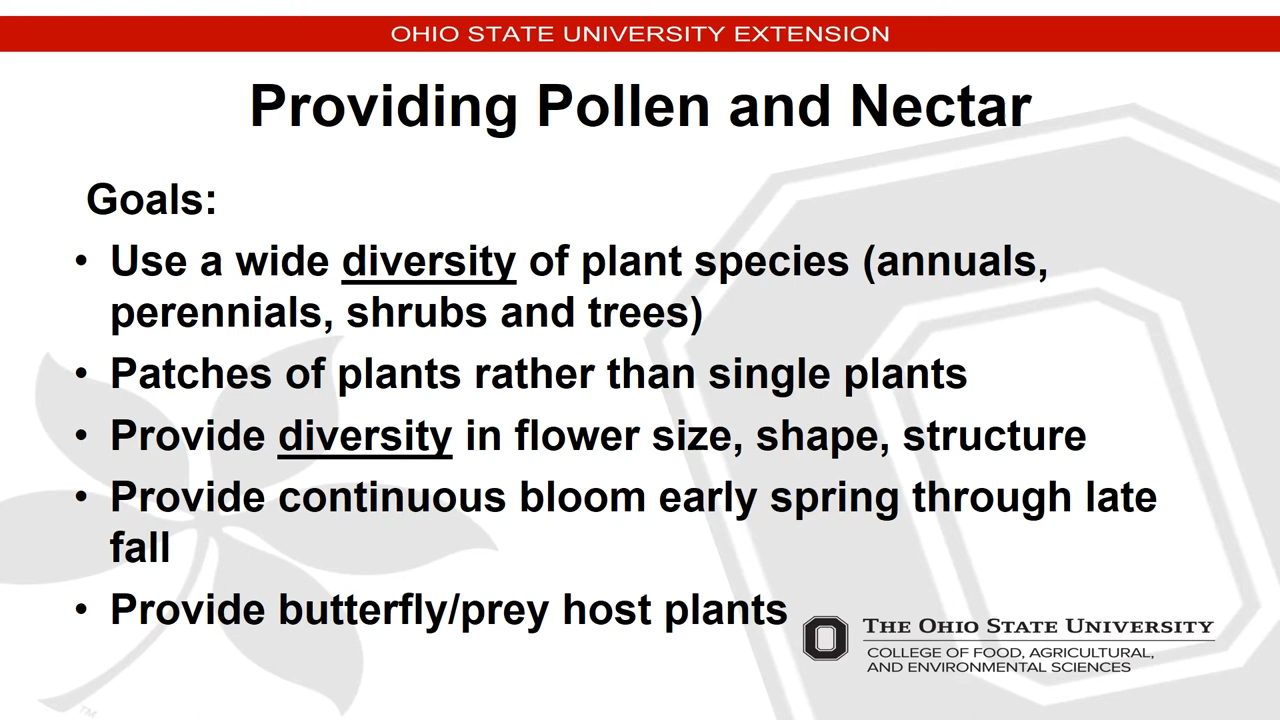 OHIO STATE UNIVERSITY EXTENSION
Providing Pollen and Nectar
Goals:
• Use a wide diversity of plant species (annuals,
perennials, shrubs and trees)
• Patches of plants rather than single plants
• Provide diversity in flower size, shape, structure
• Provide continuous bloom early spring through late
fall
• Provide butterfly/prey host plants
THE OHIO STATE UNIVERSITY
COLLEGE OF FOOD, AGRICULTURAL,
AND ENVIRONMENTAL SCIENCES
TM